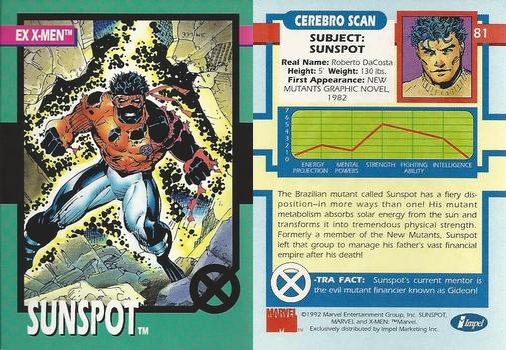 EX X-MEN™
SUNSPOT™
CEREBRO SCAN
81
SUBJECT:
SUNSPOT
Real Name: Roberto DaCosta
Height: 5' Weight: 130 lbs.
First Appearance: NEW
MUTANTS GRAPHIC NOVEL,
1982
7
6
5
4
3
2
1
ENERGY
PROJECTION
MENTAL
POWERS
STRENGTH
FIGHTING
ABILITY
INTELLIGENCE
The Brazilian mutant called Sunspot has a fiery dis-
position–in more ways than one! His mutant
metabolism absorbs solar energy from the sun and
transforms it into tremendous physical strength.
Formerly a member of the New Mutants, Sunspot
left that group to manage his father's vast financial
empire after his death!
-TRA FACT: Sunspot's current mentor is
the evil mutant financier known as Gideon!
MARVEL
©1992 Marvel Entertainment Group, Inc. SUNSPOT,
MARVEL and X-MEN: ™Marvel.
Exclusively distributed by Impel Marketing Inc.
Impel